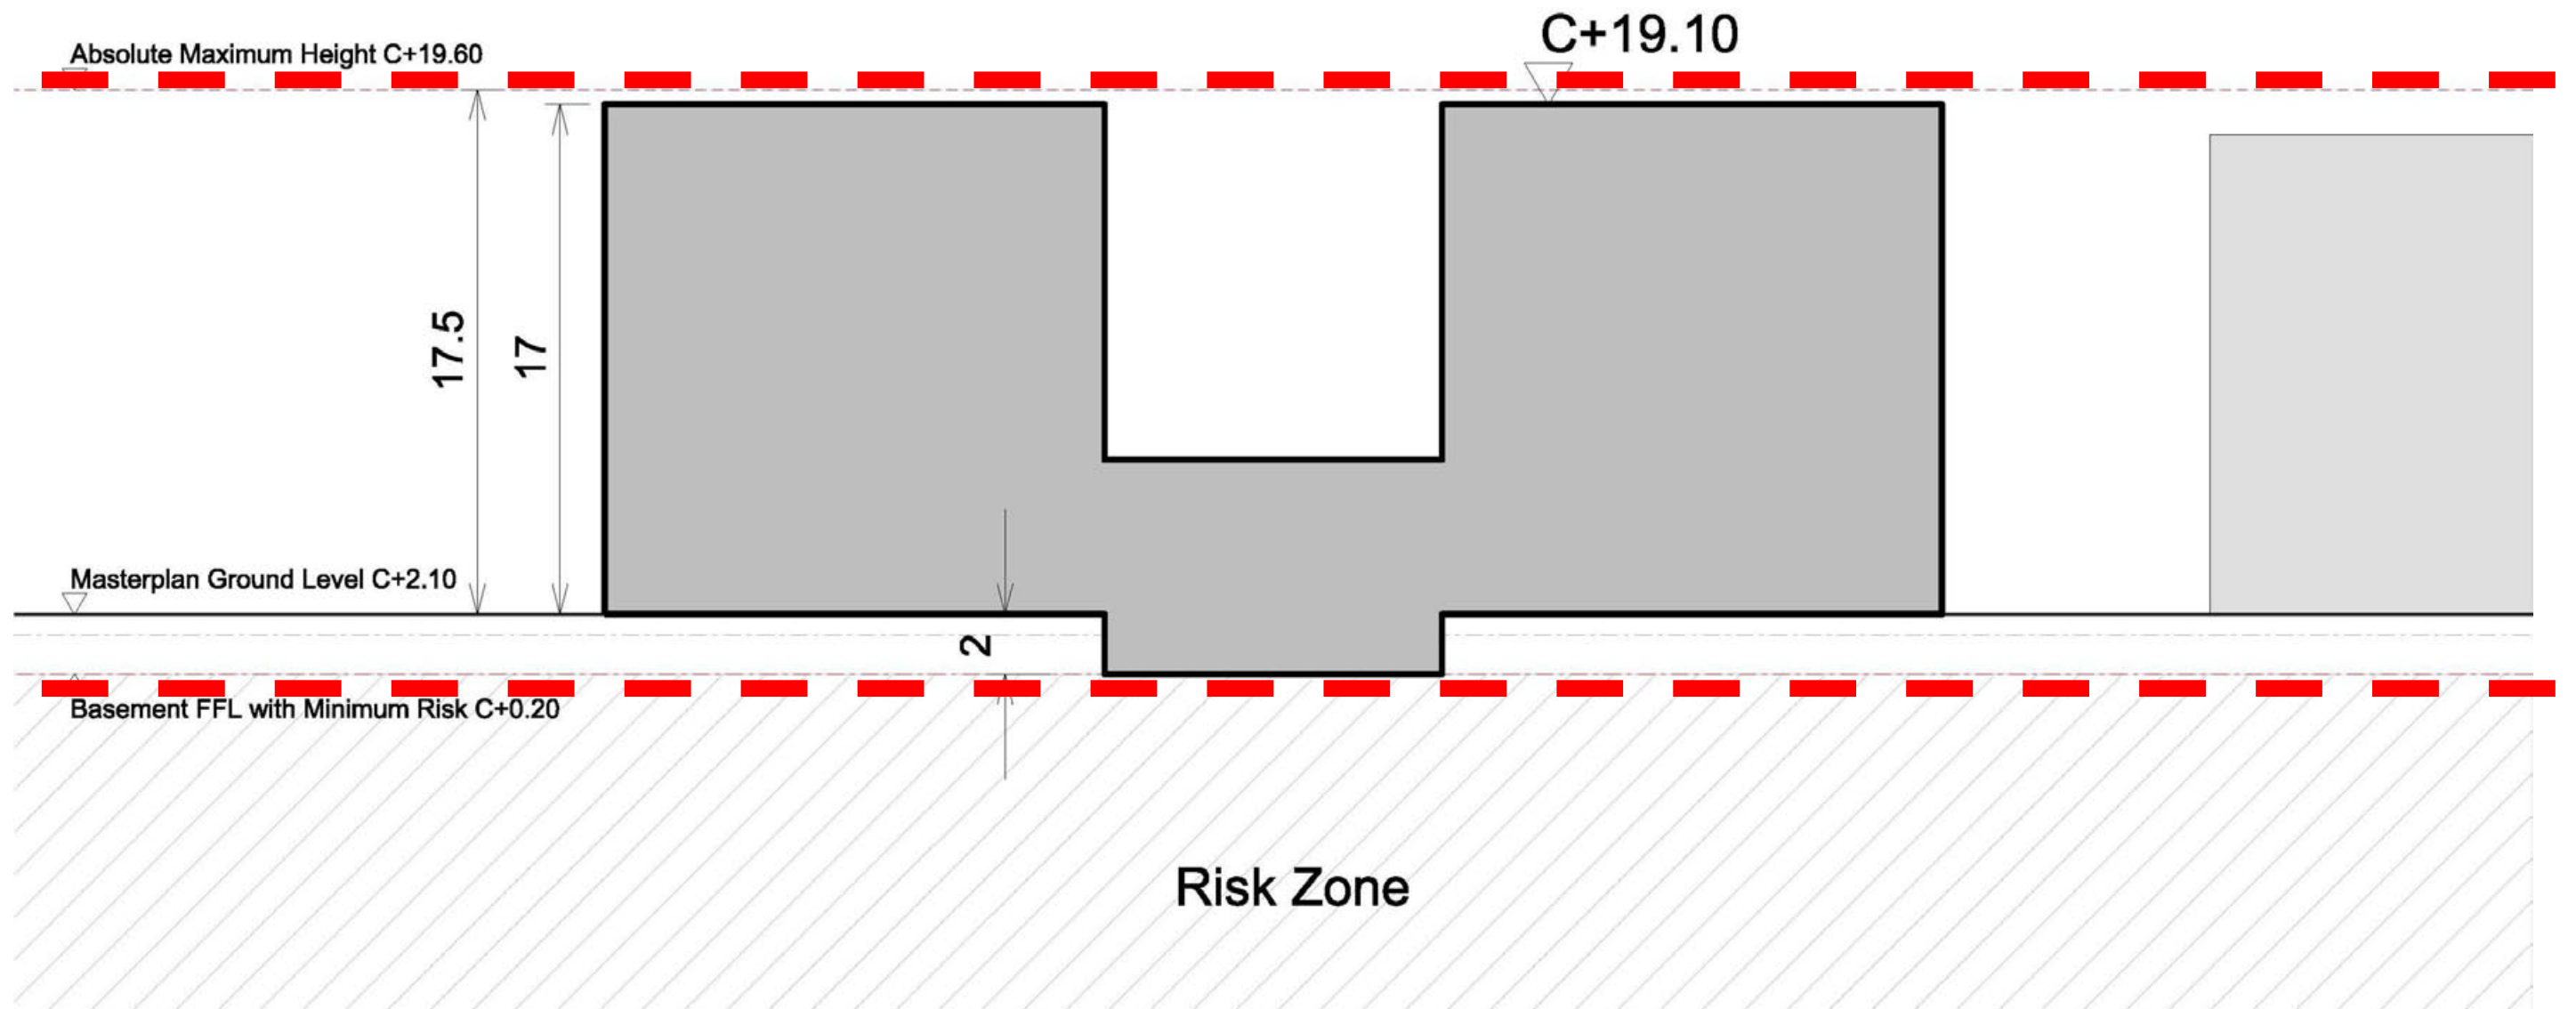 Absolute Maximum Height C+19.60
C+19.10
17.5
17
Masterplan Ground Level C+2.10
2
Basement FFL with Minimum Risk C+0.20
Risk Zone